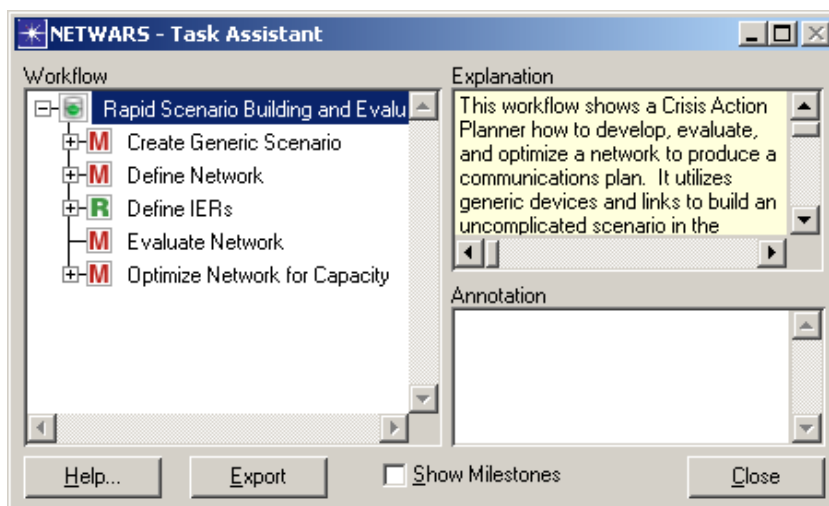 NETWARS - Task Assistant
Workflow
Rapid Scenario Building and Evalu
M Create Generic Scenario
M Define Network
R Define IERs
M Evaluate Network
M Optimize Network for Capacity
Explanation
This workflow shows a Crisis Action
Planner how to develop, evaluate,
and optimize a network to produce a
communications plan. It utilizes
generic devices and links to build an
uncomplicated scenario in the
Annotation
Help...
Export
Show Milestones
Close